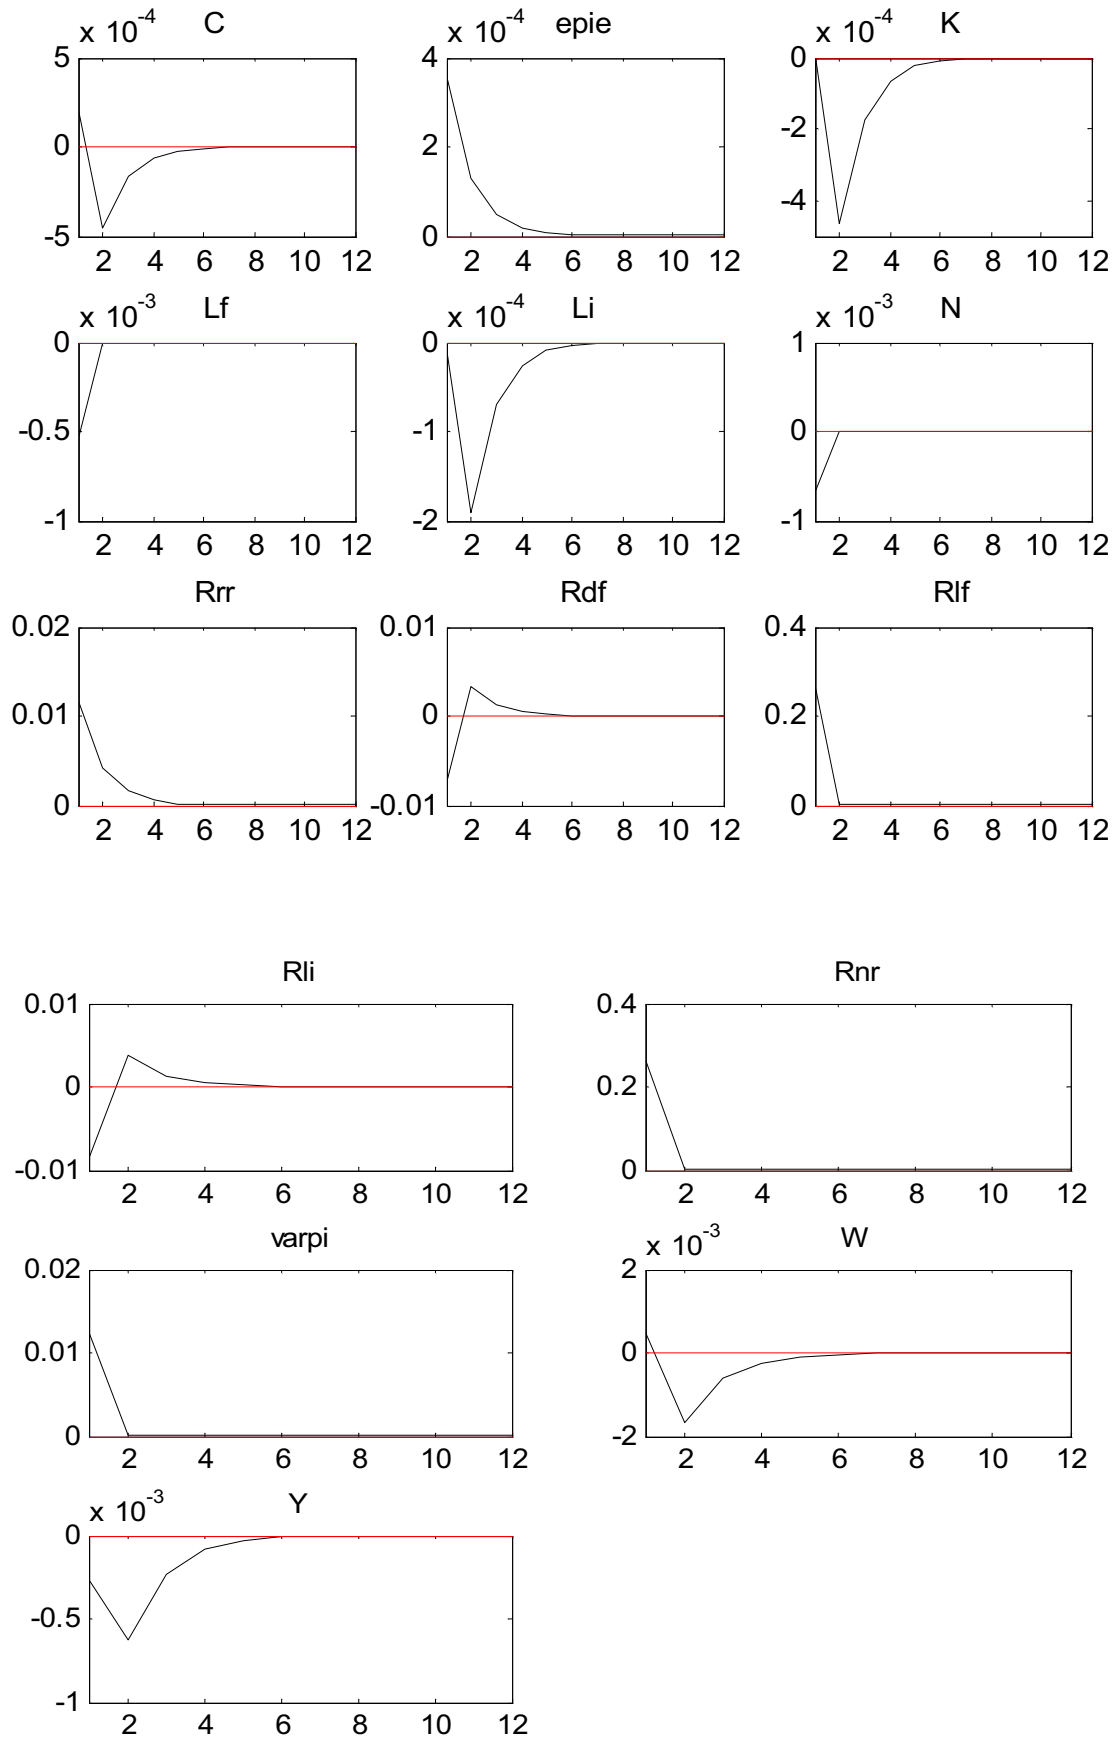 x 10^-4 C
x 10^-4 epie
x 10^-4 K
5
0
-5
2 4 6 8 10 12
4
2
0
2 4 6 8 10 12
0
-2
-4
2 4 6 8 10 12
x 10^-3 Lf
x 10^-4 Li
x 10^-3 N
0
-0.5
-1
2 4 6 8 10 12
0
-1
-2
2 4 6 8 10 12
1
0
-1
2 4 6 8 10 12
Rrr
Rdf
Rlf
0.02
0.01
0
2 4 6 8 10 12
0.01
0
-0.01
2 4 6 8 10 12
0.4
0.2
0
2 4 6 8 10 12
Rli
Rnr
0.01
0
-0.01
2 4 6 8 10 12
0.4
0.2
0
2 4 6 8 10 12
varpi
x 10^-3 W
0.02
0.01
0
2 4 6 8 10 12
2
0
-2
2 4 6 8 10 12
x 10^-3 Y
0
-0.5
-1
2 4 6 8 10 12